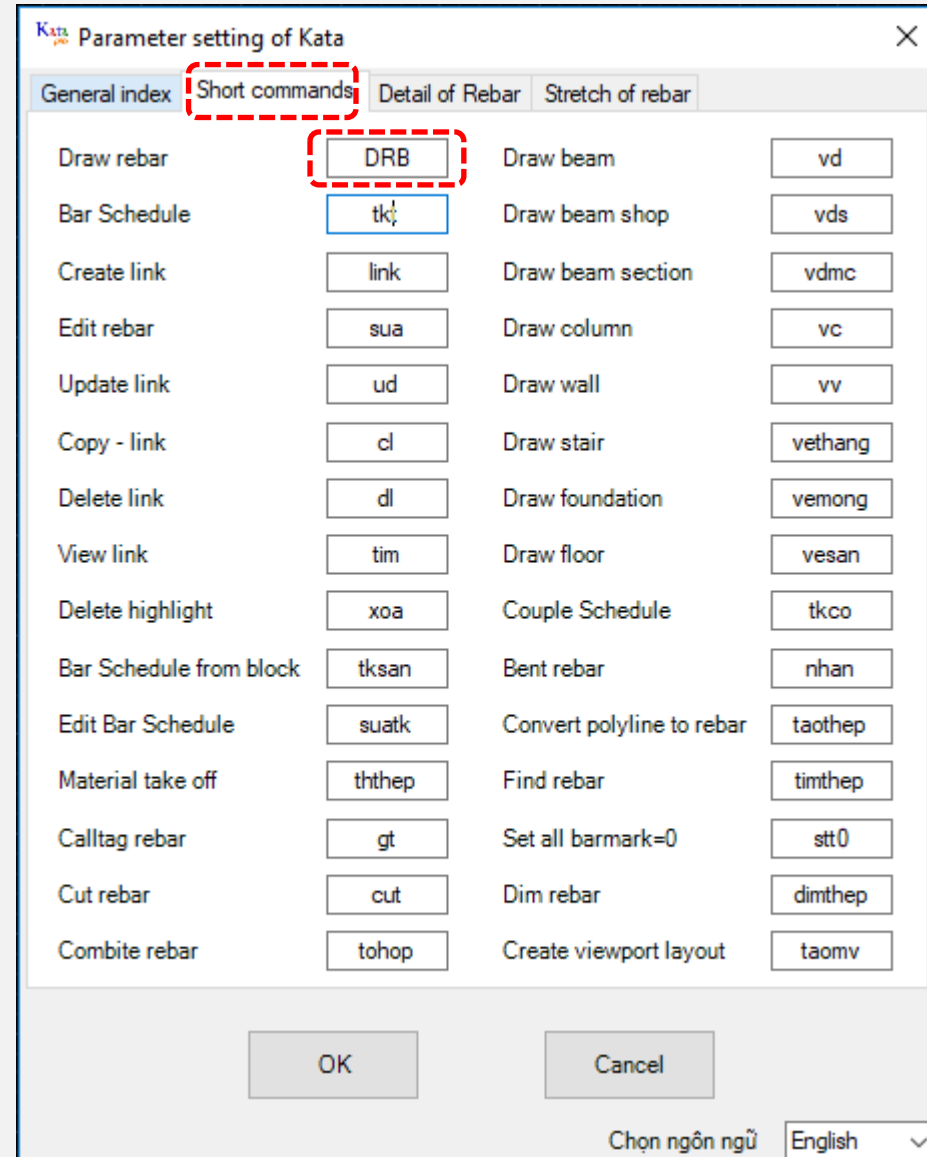 Kata pro Parameter setting of Kata
General index Short commands Detail of Rebar Stretch of rebar
Draw rebar DRB Draw beam vd
Bar Schedule tkt Draw beam shop vds
Create link link Draw beam section vdmc
Edit rebar sua Draw column vc
Update link ud Draw wall vv
Copy - link cl Draw stair vethang
Delete link dl Draw foundation vemong
View link tim Draw floor vesan
Delete highlight xoa Couple Schedule tkco
Bar Schedule from block tksan Bent rebar nhan
Edit Bar Schedule suatk Convert polyline to rebar taothep
Material take off ththep Find rebar timthep
Calltag rebar gt Set all barmark=0 stt0
Cut rebar cut Dim rebar dimthep
Combite rebar tohop Create viewport layout taomv
OK Cancel
Chọn ngôn ngữ English